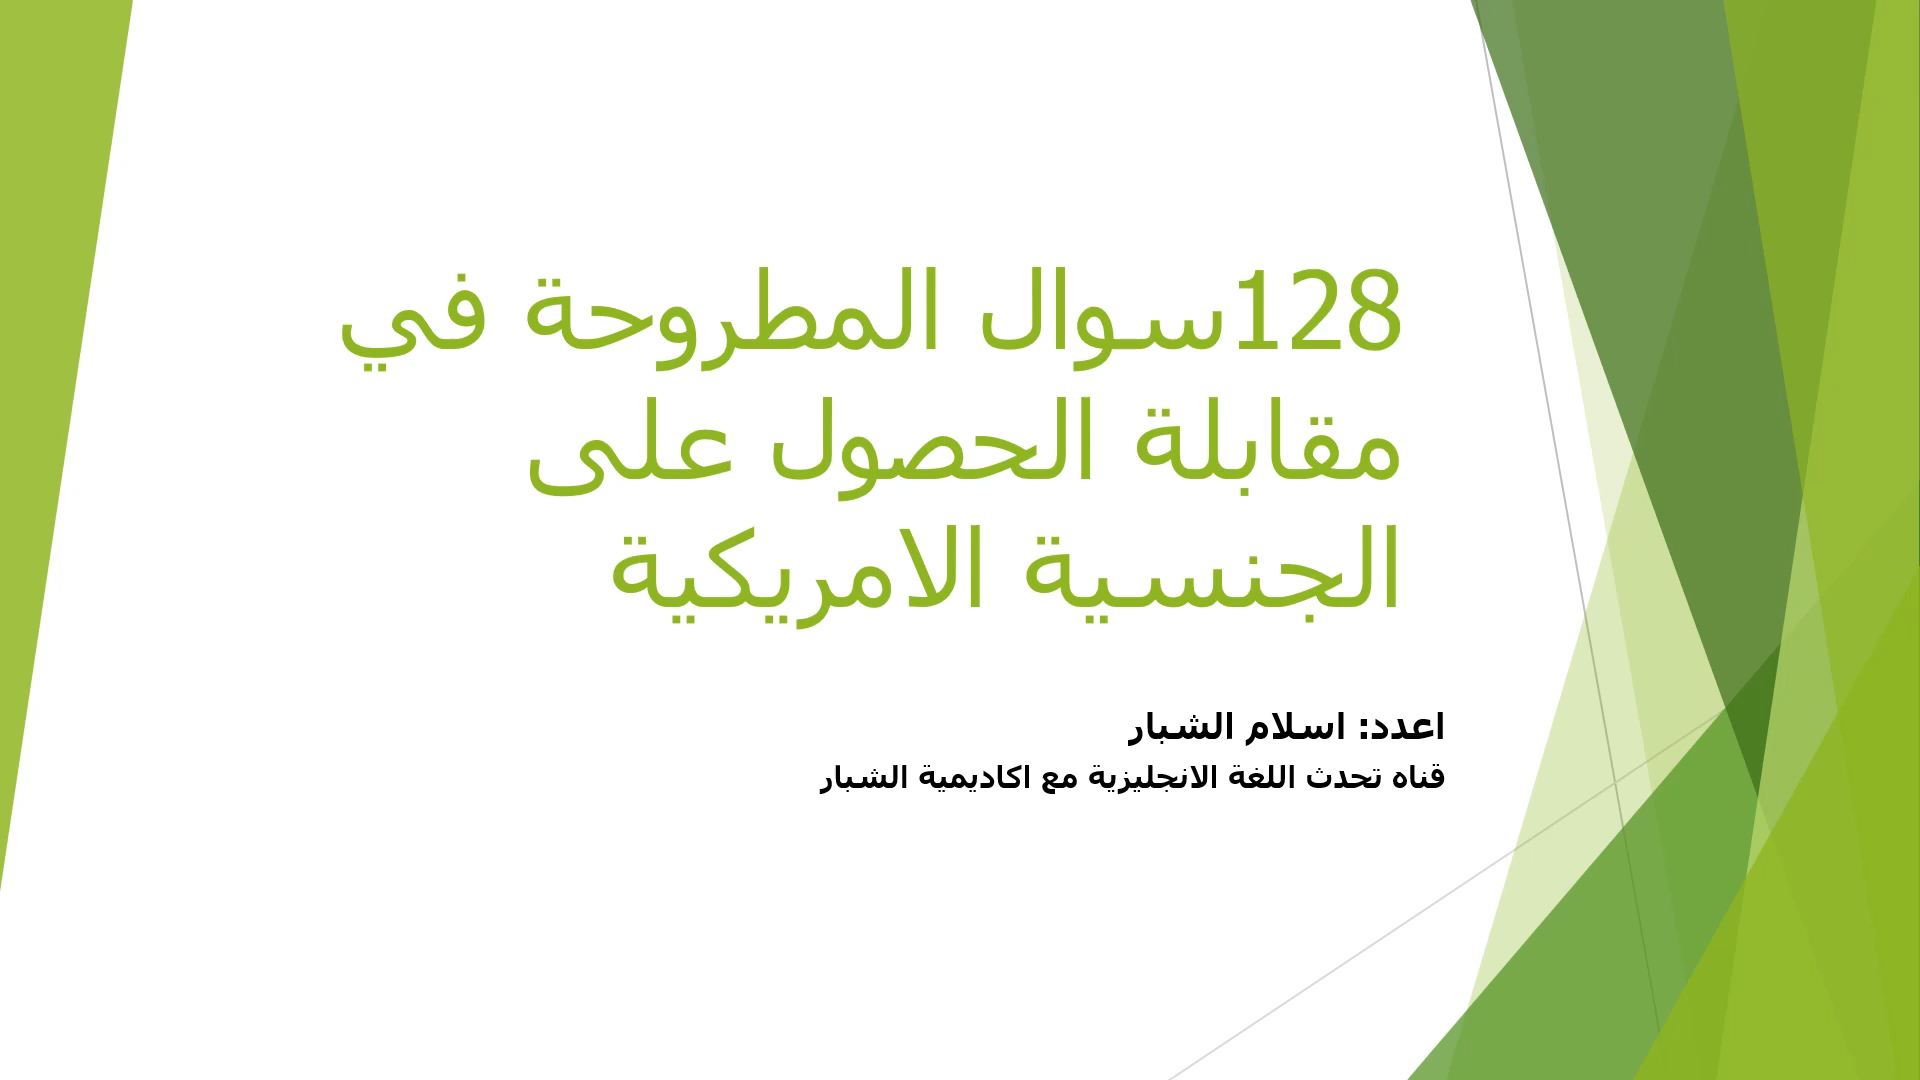 128سوال المطروحة في
مقابلة الحصول على
الجنسية الامريكية
اعدد: اسلام الشبار
قناه تحدث اللغة الانجليزية مع اكاديمية الشبار